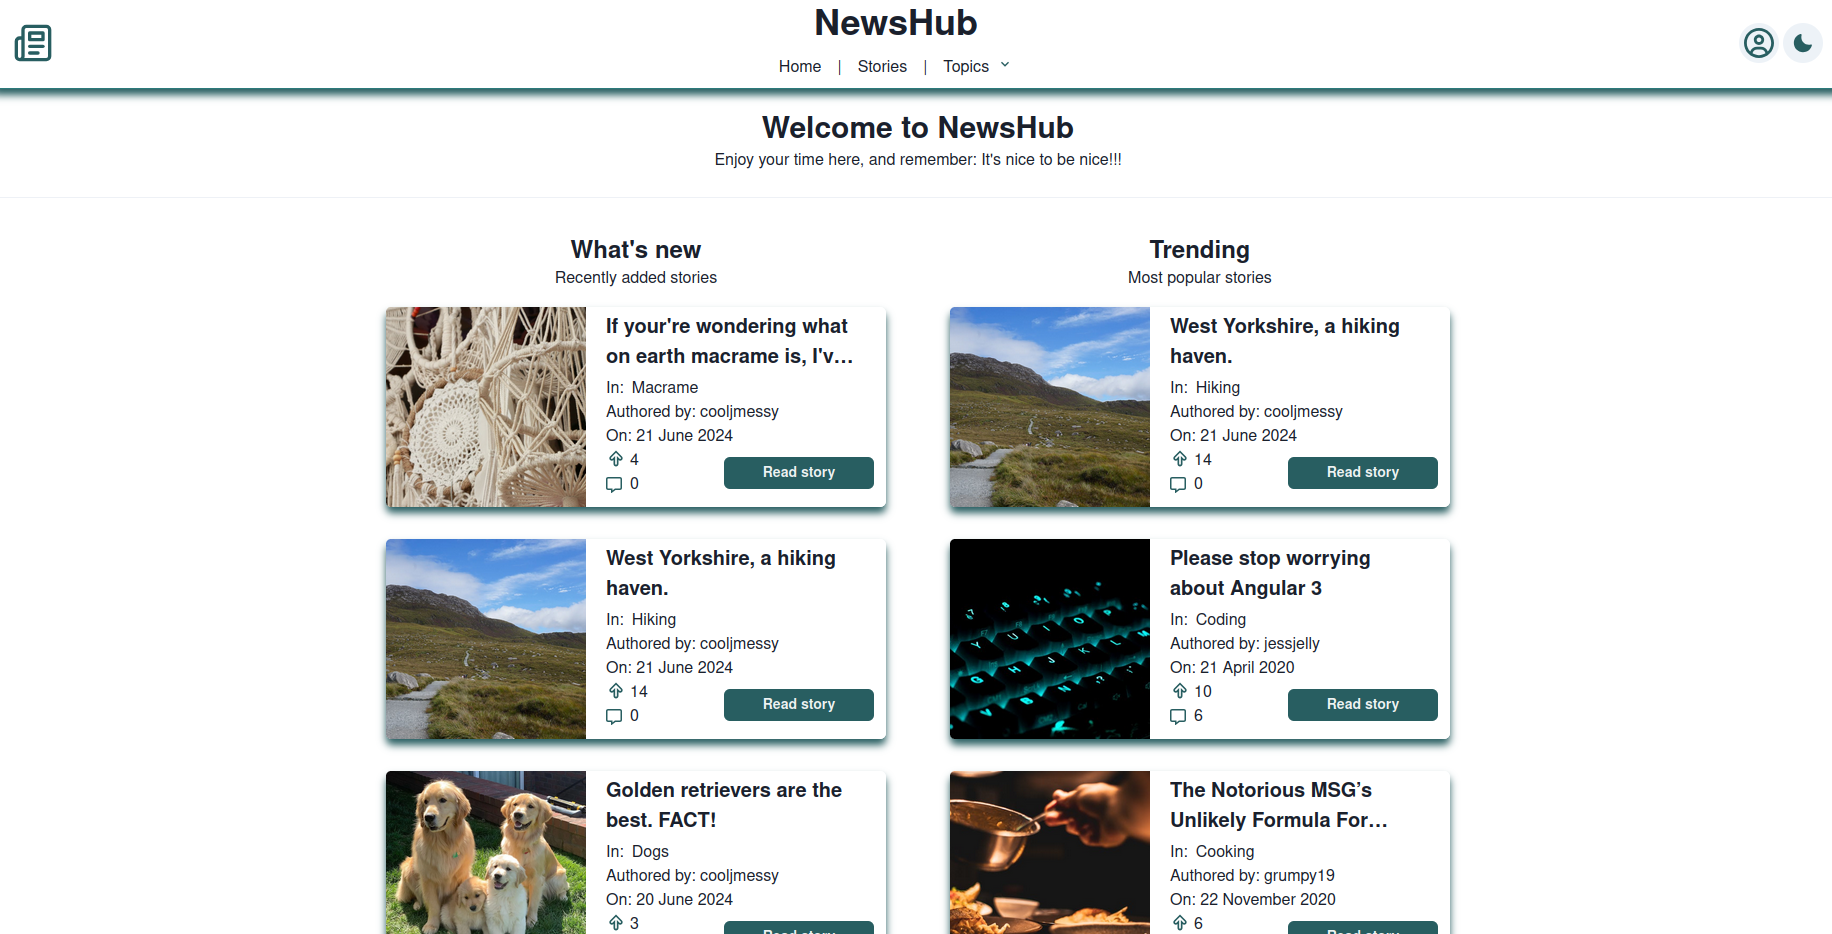 NewsHub
Home | Stories | Topics
Welcome to NewsHub
Enjoy your time here, and remember: It's nice to be nice!!!
What's new
Recently added stories
If your're wondering what
on earth macrame is, I'v...
In: Macrame
Authored by: cooljmessy
On: 21 June 2024
4
0
Read story
West Yorkshire, a hiking
haven.
In: Hiking
Authored by: cooljmessy
On: 21 June 2024
14
0
Read story
Golden retrievers are the
best. FACT!
In: Dogs
Authored by: cooljmessy
On: 20 June 2024
3
Read story
Trending
Most popular stories
West Yorkshire, a hiking
haven.
In: Hiking
Authored by: cooljmessy
On: 21 June 2024
14
0
Read story
Please stop worrying
about Angular 3
In: Coding
Authored by: jessjelly
On: 21 April 2020
10
6
Read story
The Notorious MSG’s
Unlikely Formula For...
In: Cooking
Authored by: grumpy19
On: 22 November 2020
6
Read story